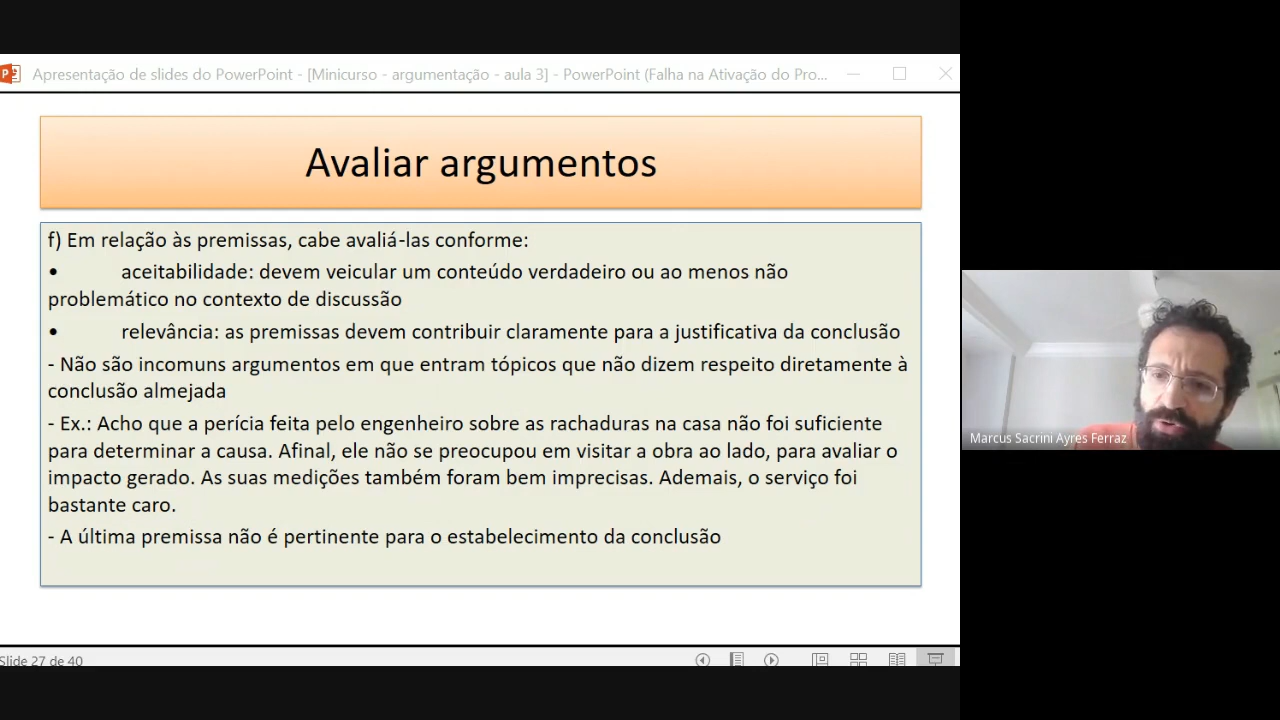 Apresentação de slides do PowerPoint - [Minicurso - argumentação - aula 3] - PowerPoint (Falha na Ativação do Pro...
Avaliar argumentos
f) Em relação às premissas, cabe avaliá-las conforme:
• aceitabilidade: devem veicular um conteúdo verdadeiro ou ao menos não
problemático no contexto de discussão
• relevância: as premissas devem contribuir claramente para a justificativa da conclusão
- Não são incomuns argumentos em que entram tópicos que não dizem respeito diretamente à
conclusão almejada
- Ex.: Acho que a perícia feita pelo engenheiro sobre as rachaduras na casa não foi suficiente
para determinar a causa. Afinal, ele não se preocupou em visitar a obra ao lado, para avaliar o
impacto gerado. As suas medições também foram bem imprecisas. Ademais, o serviço foi
bastante caro.
- A última premissa não é pertinente para o estabelecimento da conclusão
Slide 27 de 40
Marcus Sacrini Ayres Ferraz